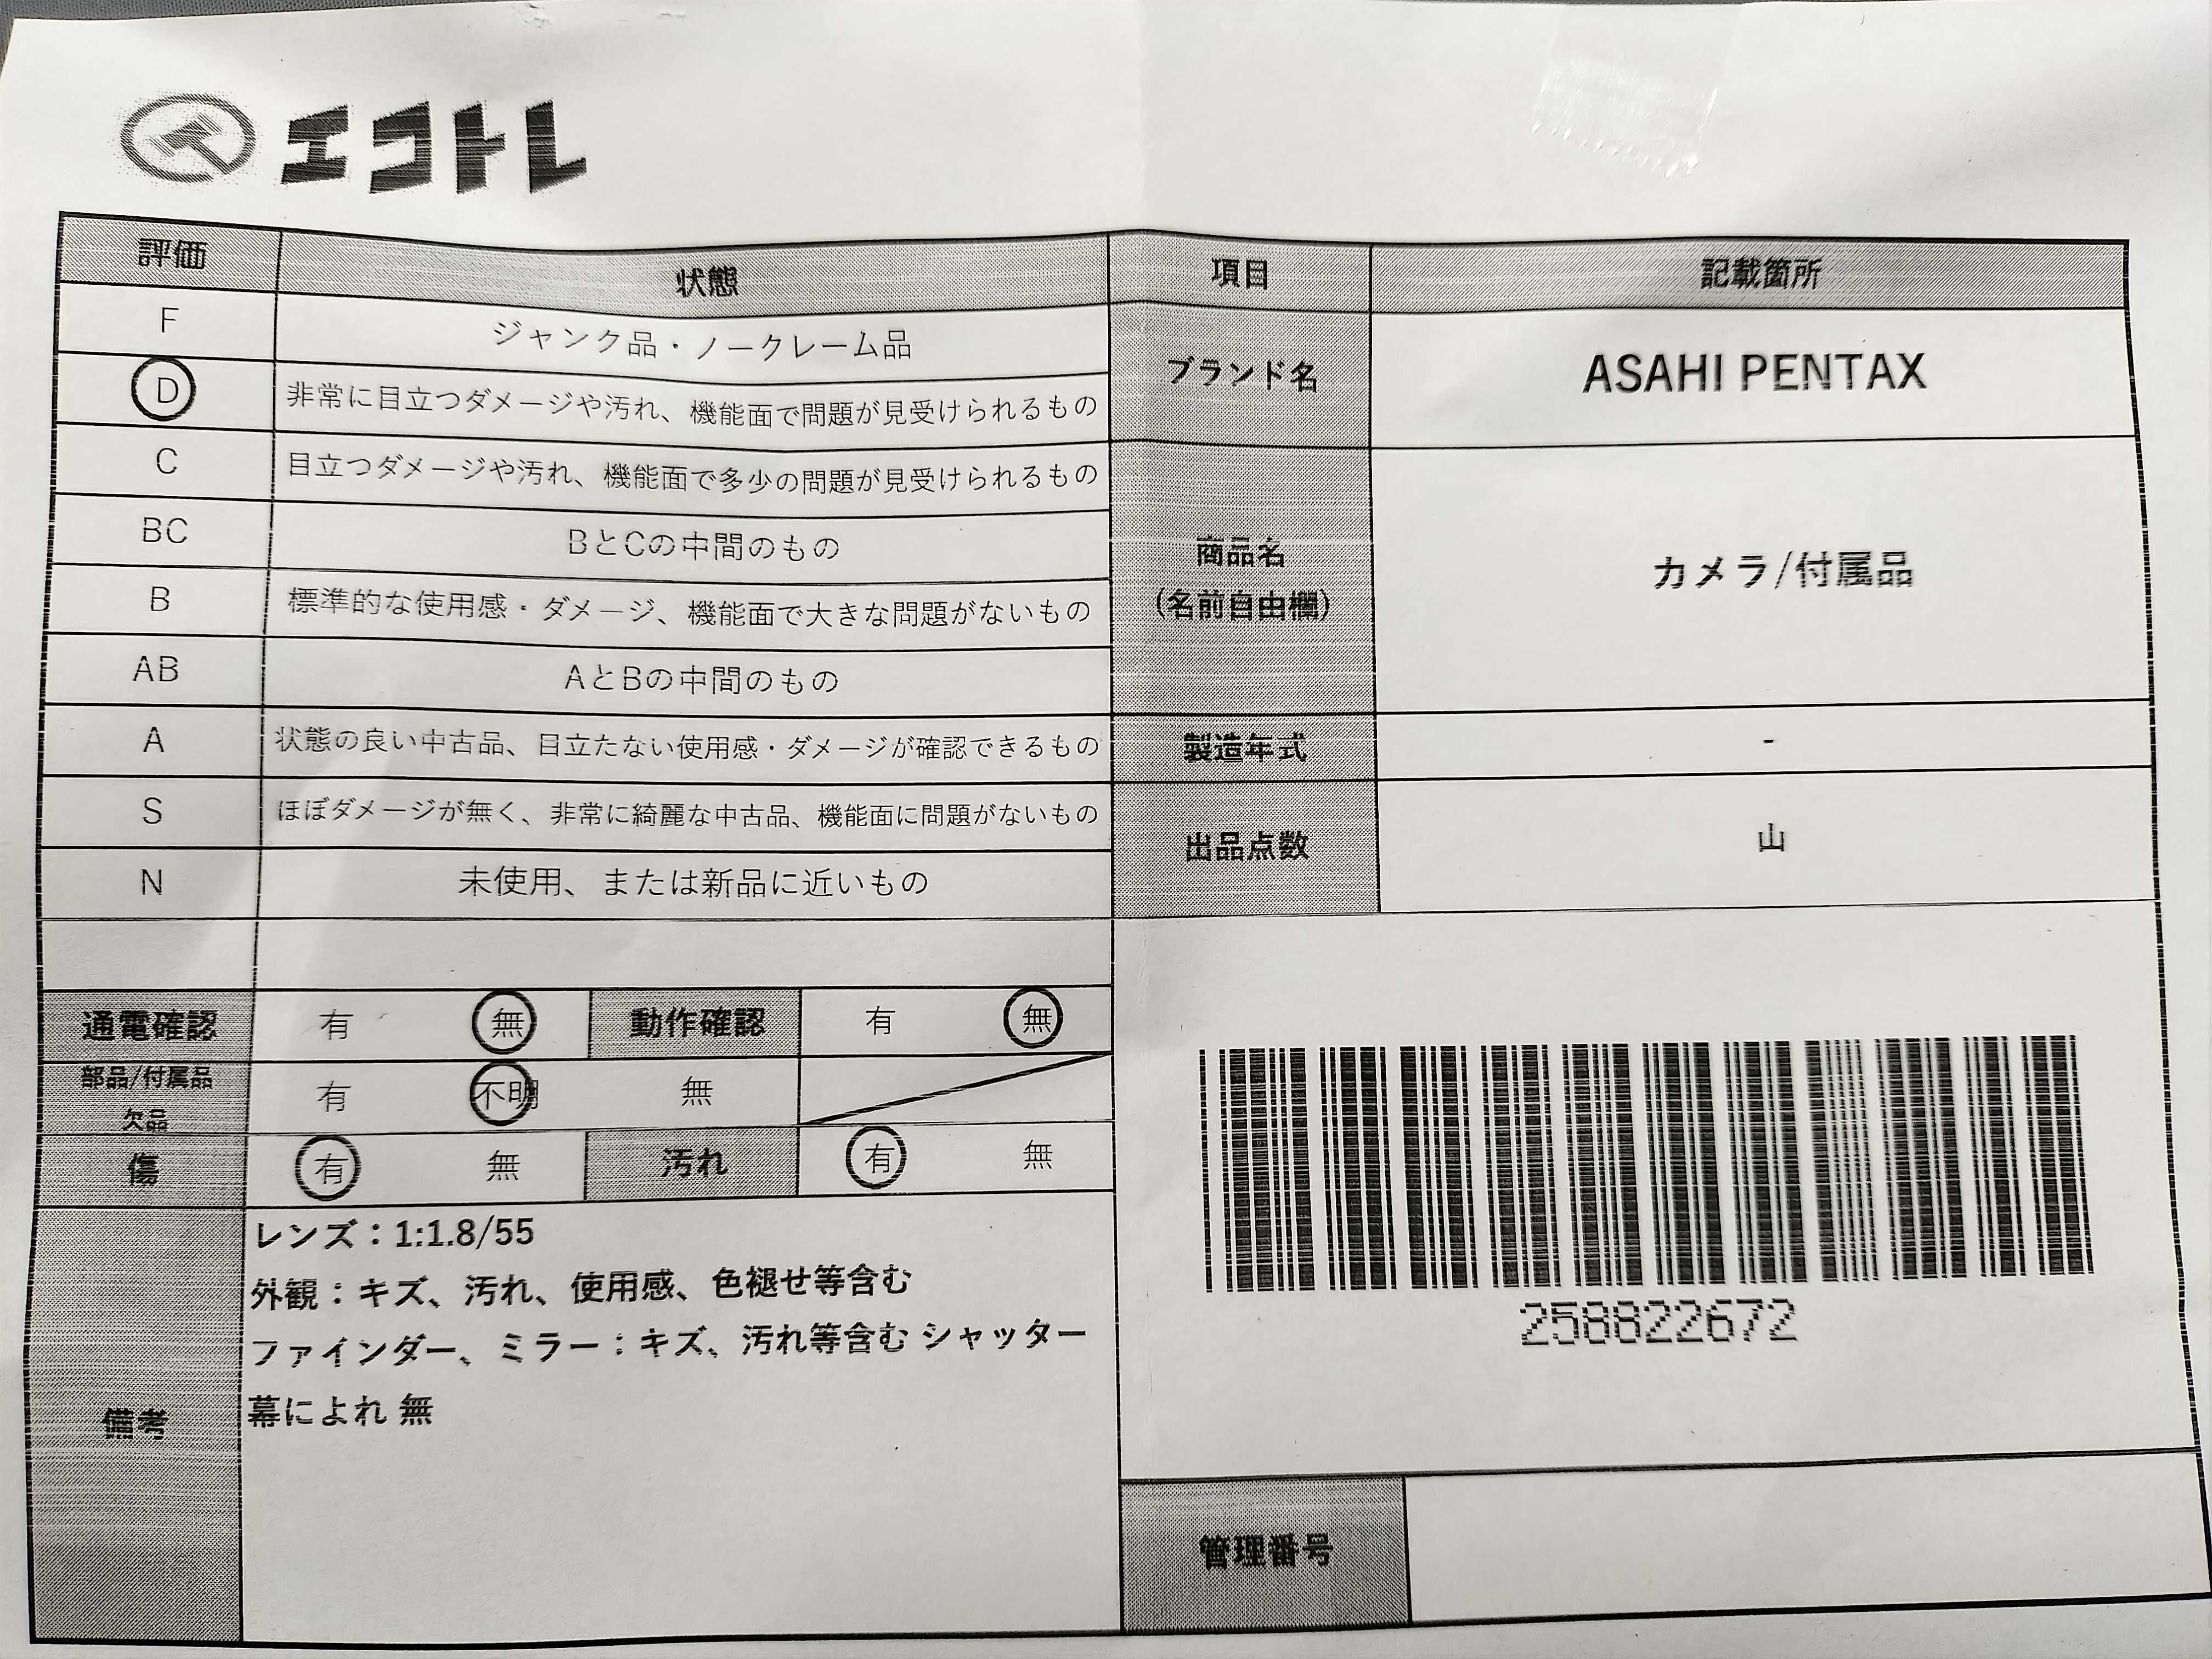 エコトレ
評価 状態
F ジャンク品・ノークレーム品
D 非常に目立つダメージや汚れ、機能面で問題が見受けられるもの
C 目立つダメージや汚れ、機能面で多少の問題が見受けられるもの
BC BとCの中間のもの
B 標準的な使用感・ダメージ、機能面で大きな問題がないもの
AB AとBの中間のもの
A 状態の良い中古品、目立たない使用感・ダメージが確認できるもの
S ほぼダメージが無く、非常に綺麗な中古品、機能面に問題がないもの
N 未使用、または新品に近いもの
通電確認 有 無 動作確認 有 無
部品/付属品
欠品
有 不明 無
傷 有 無 汚れ 有 無
備考
レンズ：1:1.8/55
外観：キズ、汚れ、使用感、色褪せ等含む
ファインダー、ミラー：キズ、汚れ等含む シャッター
幕によれ 無
項目 記載箇所
ブランド名 ASAHI PENTAX
商品名
(名前自由欄)
カメラ/付属品
製造年式 -
出品点数 山
258822672
管理番号